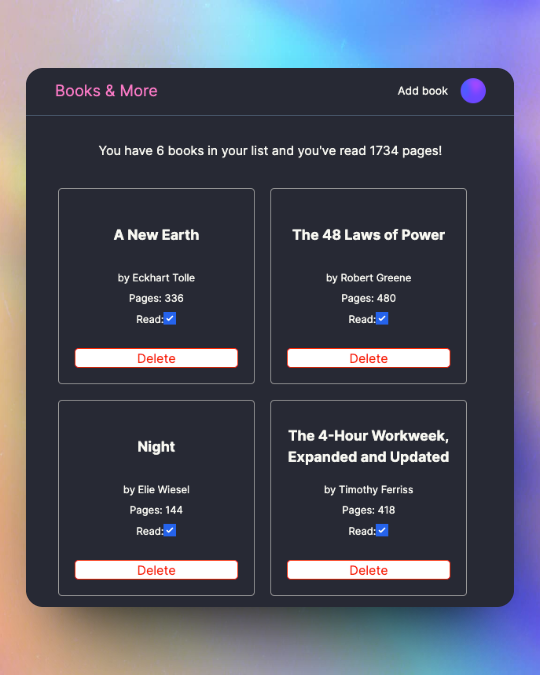 Books & More
Add book
You have 6 books in your list and you've read 1734 pages!
A New Earth
by Eckhart Tolle
Pages: 336
Read:
Delete
The 48 Laws of Power
by Robert Greene
Pages: 480
Read:
Delete
Night
by Elie Wiesel
Pages: 144
Read:
Delete
The 4-Hour Workweek,
Expanded and Updated
by Timothy Ferriss
Pages: 418
Read:
Delete